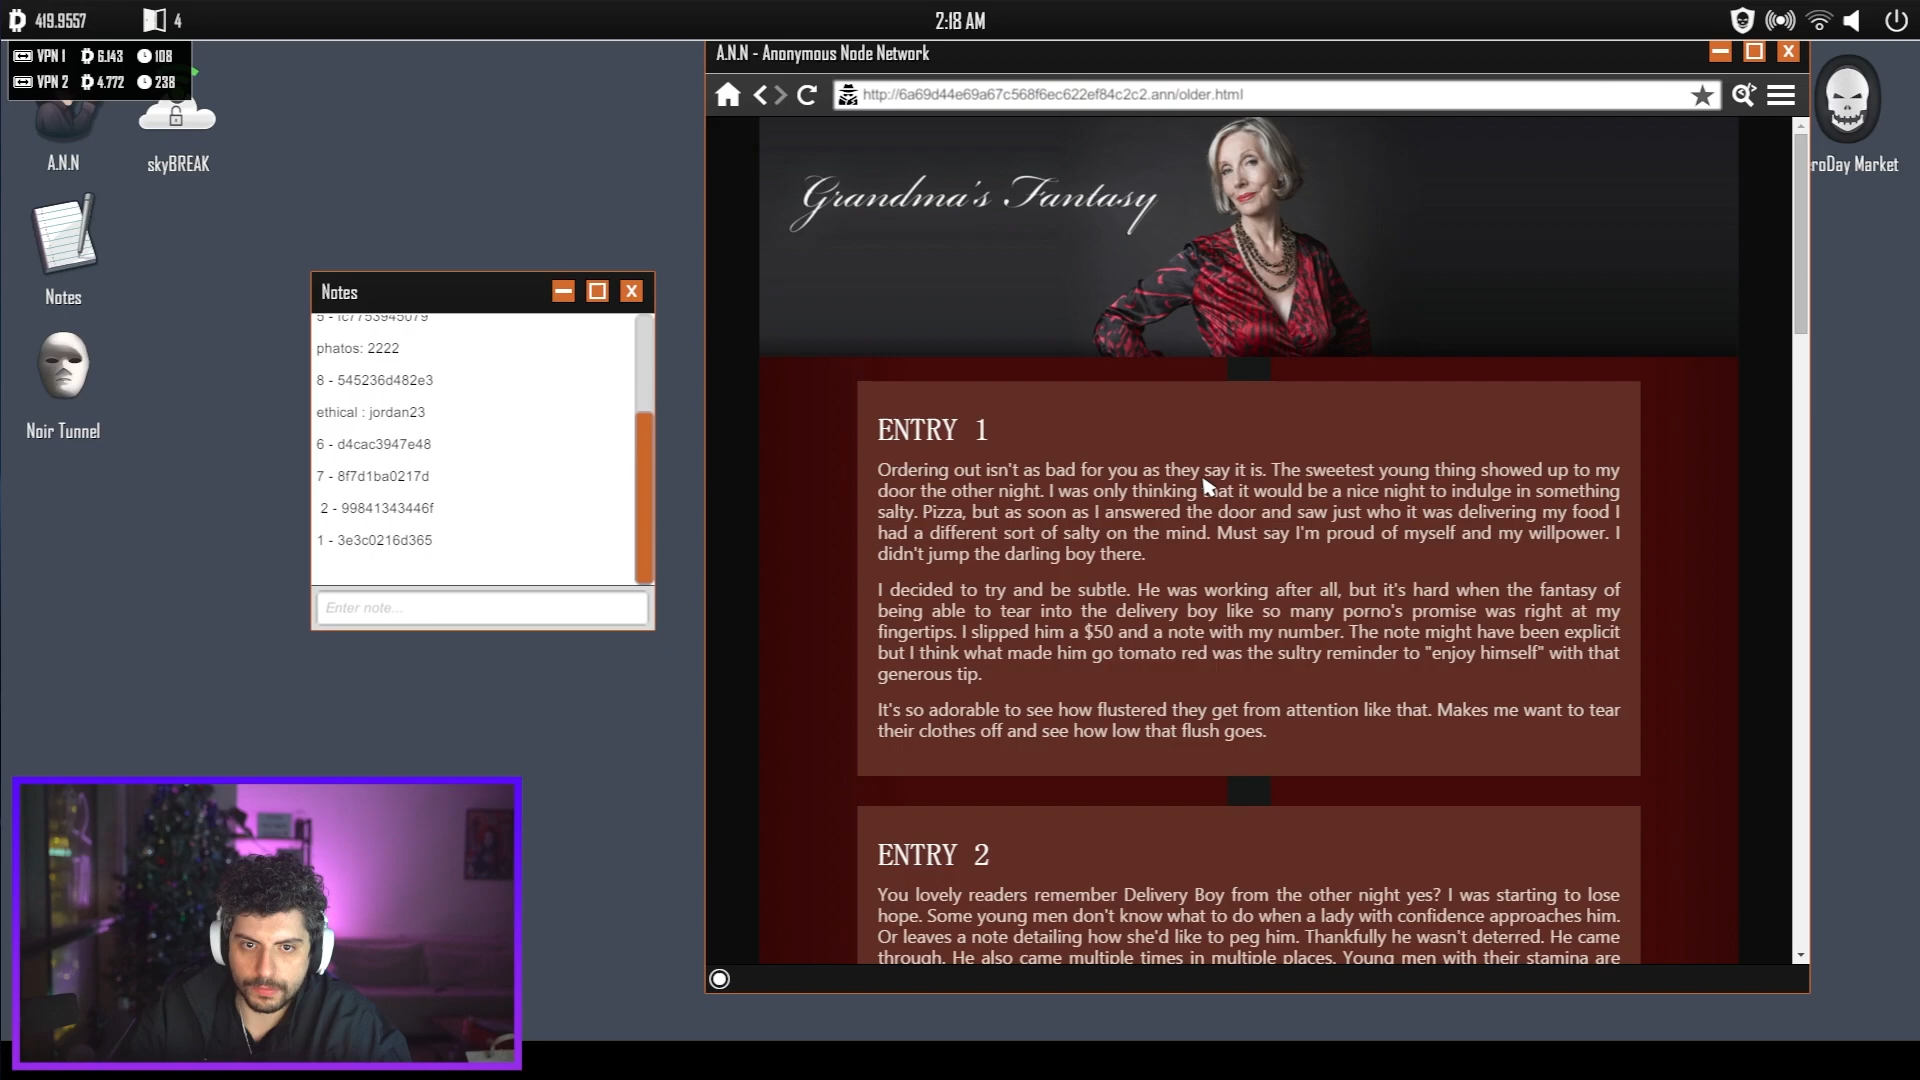 419.9557
4
2:18 AM
VPN 1 6.143 108
VPN 2 4.772 238
A.N.N
skyBREAK
Notes
Noir Tunnel
Notes
5 - fc7753945079
photos: 2222
8 - 545236d482e3
ethical : jordan23
6 - d4cac3947e48
7 - 8f7d1ba0217d
2 - 99841343446f
1 - 3e3c0216d365
Enter note...
A.N.N - Anonymous Node Network
http://6a69d44e69a67c568f6ec622ef84c2c2.ann/older.html
Grandma's Fantasy
ENTRY 1
Ordering out isn't as bad for you as they say it is. The sweetest young thing showed up to my
door the other night. I was only thinking that it would be a nice night to indulge in something
salty. Pizza, but as soon as I answered the door and saw just who it was delivering my food I
had a different sort of salty on the mind. Must say I'm proud of myself and my willpower. I
didn't jump the darling boy there.
I decided to try and be subtle. He was working after all, but it's hard when the fantasy of
being able to tear into the delivery boy like so many porno's promise was right at my
fingertips. I slipped him a $50 and a note with my number. The note might have been explicit
but I think what made him go tomato red was the sultry reminder to "enjoy himself" with that
generous tip.
It's so adorable to see how flustered they get from attention like that. Makes me want to tear
their clothes off and see how low that flush goes.
ENTRY 2
You lovely readers remember Delivery Boy from the other night yes? I was starting to lose
hope. Some young men don't know what to do when a lady with confidence approaches him.
Or leaves a note detailing how she'd like to peg him. Thankfully he wasn't deterred. He came
through. He also came multiple times in multiple places. Young men with their stamina are
roDay Market